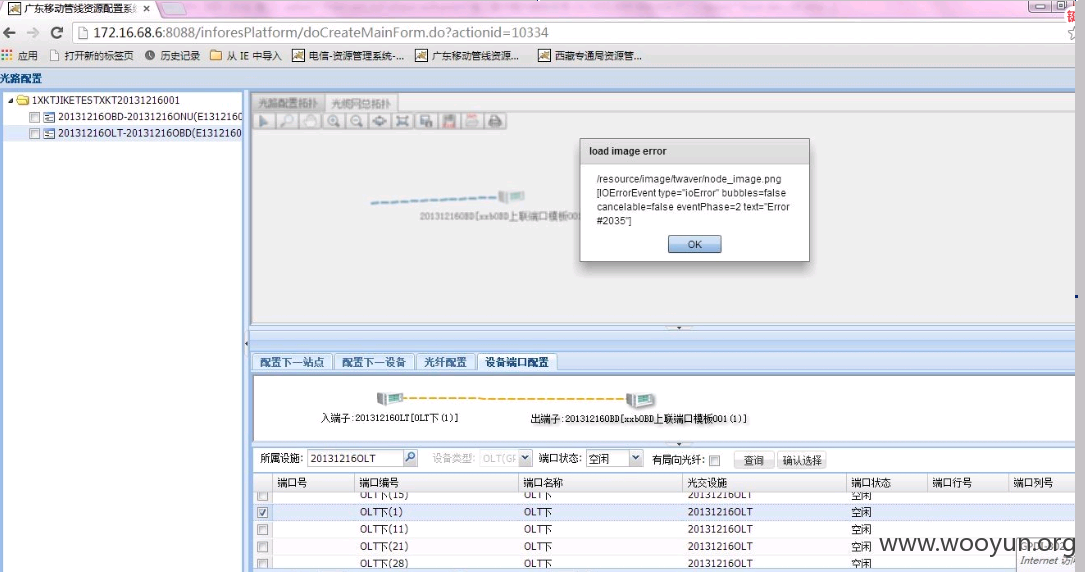 广东移动管线资源配置系统
172.16.68.6:8088/inforesPlatform/doCreateMainForm.do?actionid=10334
应用 打开新的标签页 历史记录 从 IE 中导入 电信-资源管理系统-... 广东移动管线资源... 西藏专通局资源管...
光路配置
1XKTJIKETESTXKT20131216001
20131216OBD-20131216ONU(E1312160
20131216OLT-20131216OBD(E1312160
光路配置拓扑 光缆网总拓扑
load image error
/resource/image/twaver/node_image.png
[IOErrorEvent type="ioError" bubbles=false
cancelable=false eventPhase=2 text="Error
#2035"]
OK
20131216OBD[xxbOBD上联端口模板001
配置下一站点 配置下一设备 光纤配置 设备端口配置
入端子:20131216OLT[OLT下(1)] 出端子:20131216OBD[xxbOBD上联端口模板001(1)]
所属设施: 20131216OLT 设备类型: OLT(GP 端口状态: 空闲 有局向光纤: 查询 确认选择
端口号 端口编号 端口名称 光交设施 端口状态 端口行号 端口列号
OLT下(15) OLT下 20131216OLT 空闲
OLT下(1) OLT下 20131216OLT 空闲
OLT下(11) OLT下 20131216OLT 空闲
OLT下(21) OLT下 20131216OLT 空闲
OLT下(28) OLT下 20131216OLT 空闲
www.wooyun.org
Internet 访问